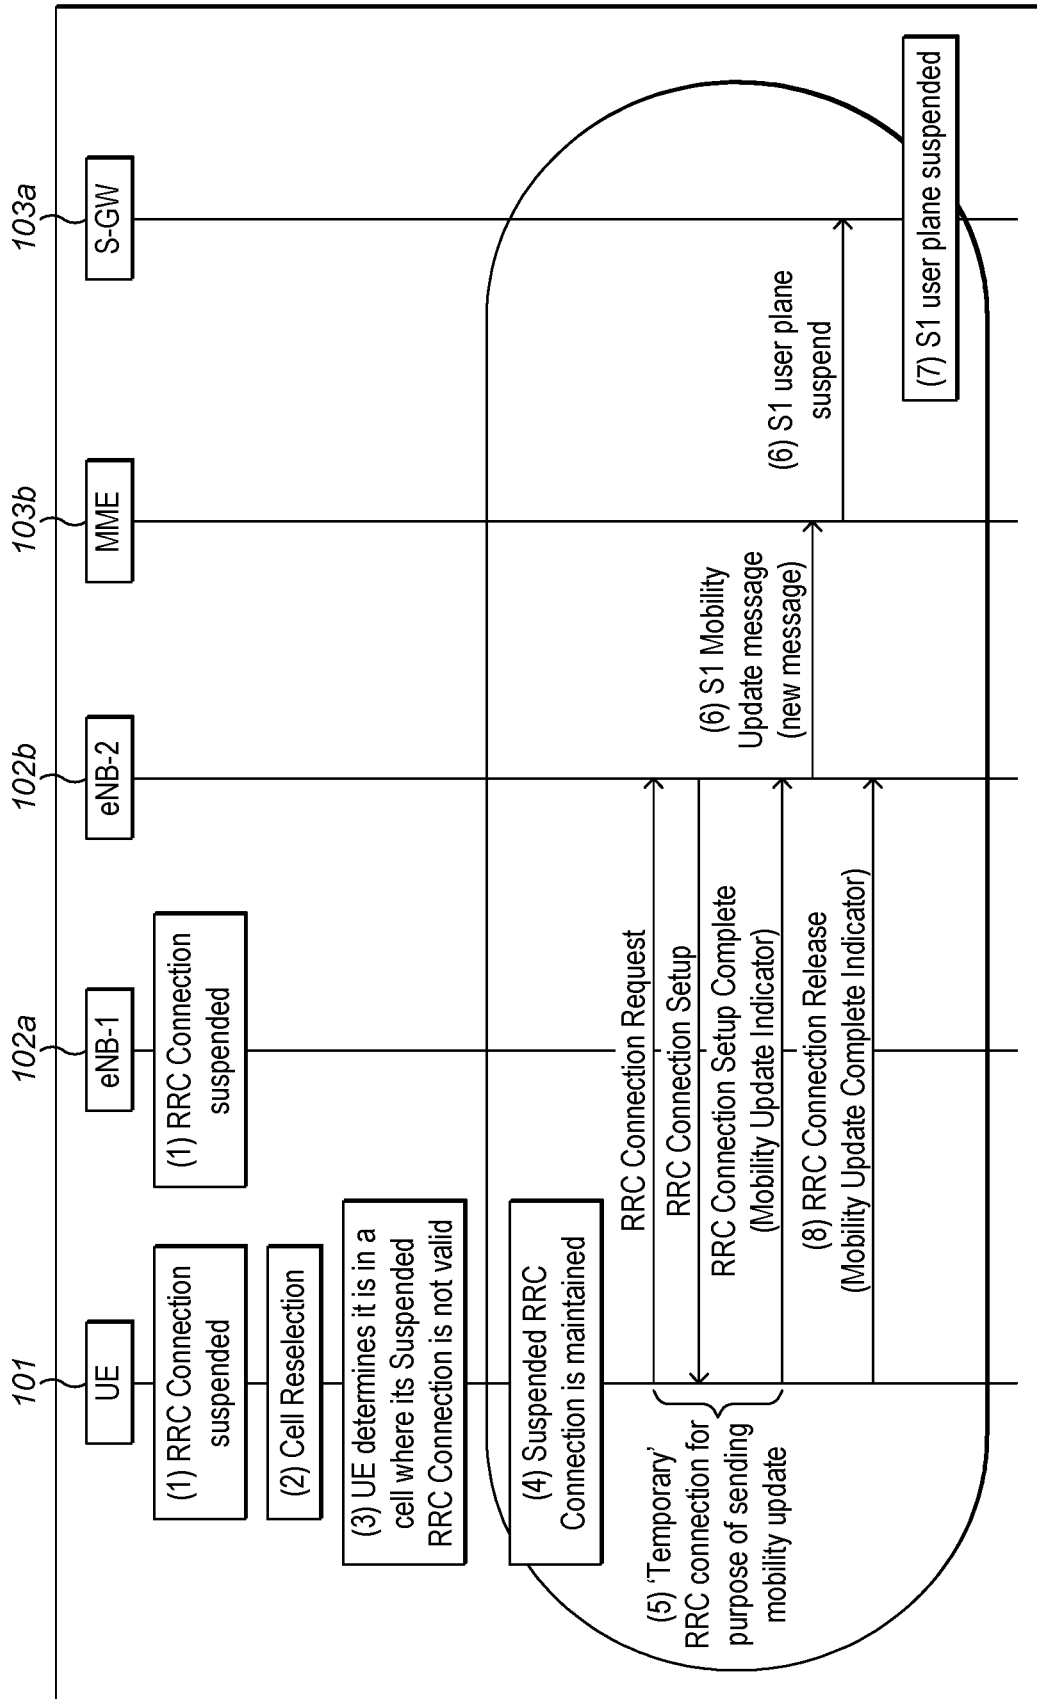 101
102a
102b
103b
103a
UE
eNB-1
eNB-2
MME
S-GW
(1) RRC Connection
suspended
(1) RRC Connection
suspended
(2) Cell Reselection
(3) UE determines it is in a
cell where its Suspended
RRC Connection is not valid
(4) Suspended RRC
Connection is maintained
(5) ‘Temporary’
RRC connection for
purpose of sending
mobility update
RRC Connection Request
RRC Connection Setup
RRC Connection Setup Complete
(Mobility Update Indicator)
(6) S1 Mobility
Update message
(new message)
(6) S1 user plane
suspend
(8) RRC Connection Release
(Mobility Update Complete Indicator)
(7) S1 user plane suspended